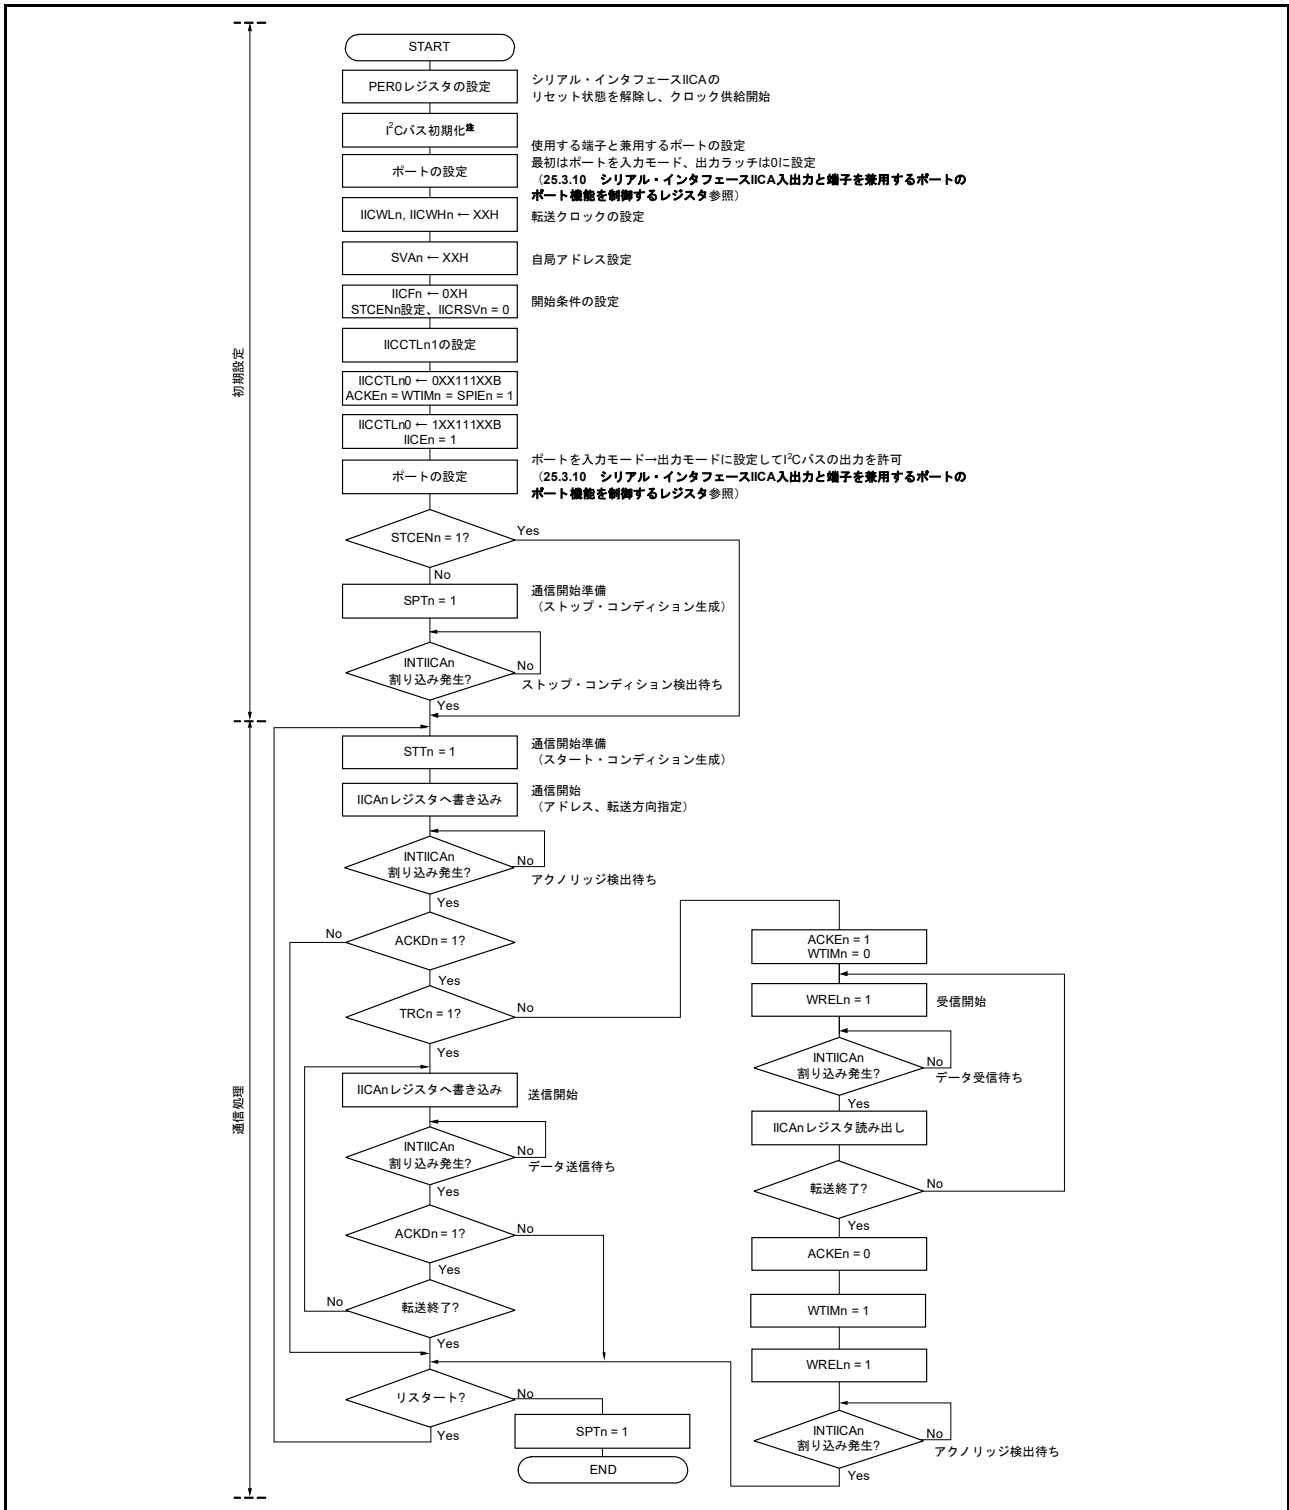 START
PER0レジスタの設定
シリアル・インタフェースIICAの
リセット状態を解除し、クロック供給開始
I²Cバス初期化注
使用する端子と兼用するポートの設定
最初はポートを入力モード、出力ラッチは0に設定
（25.3.10　シリアル・インタフェースIICA入出力と端子を兼用するポートの
ポート機能を制御するレジスタ参照）
ポートの設定
IICWLn, IICWHn ← XXH
転送クロックの設定
SVAn ← XXH
自局アドレス設定
IICFn ← 0XH
STCENn設定、IICRSVn = 0
開始条件の設定
IICCTLn1の設定
初期設定
IICCTLn0 ← 0XX111XXB
ACKEn = WTIMn = SPIEn = 1
IICCTLn0 ← 1XX111XXB
IICEn = 1
ポートの設定
ポートを入力モード→出力モードに設定してI²Cバスの出力を許可
（25.3.10　シリアル・インタフェースIICA入出力と端子を兼用するポートの
ポート機能を制御するレジスタ参照）
STCENn = 1?
Yes
No
SPTn = 1
通信開始準備
（ストップ・コンディション生成）
INTIICAn
割り込み発生?
No
ストップ・コンディション検出待ち
Yes
STTn = 1
通信開始準備
（スタート・コンディション生成）
IICAnレジスタへ書き込み
通信開始
（アドレス、転送方向指定）
INTIICAn
割り込み発生?
No
アクノリッジ検出待ち
Yes
No
ACKDn = 1?
Yes
TRCn = 1?
No
Yes
通信処理
IICAnレジスタへ書き込み
送信開始
INTIICAn
割り込み発生?
No
データ送信待ち
Yes
ACKDn = 1?
No
Yes
No
転送終了?
Yes
リスタート?
No
Yes
SPTn = 1
END
ACKEn = 1
WTIMn = 0
WRELn = 1
受信開始
INTIICAn
割り込み発生?
No
データ受信待ち
Yes
IICAnレジスタ読み出し
転送終了?
No
Yes
ACKEn = 0
WTIMn = 1
WRELn = 1
INTIICAn
割り込み発生?
No
アクノリッジ検出待ち
Yes